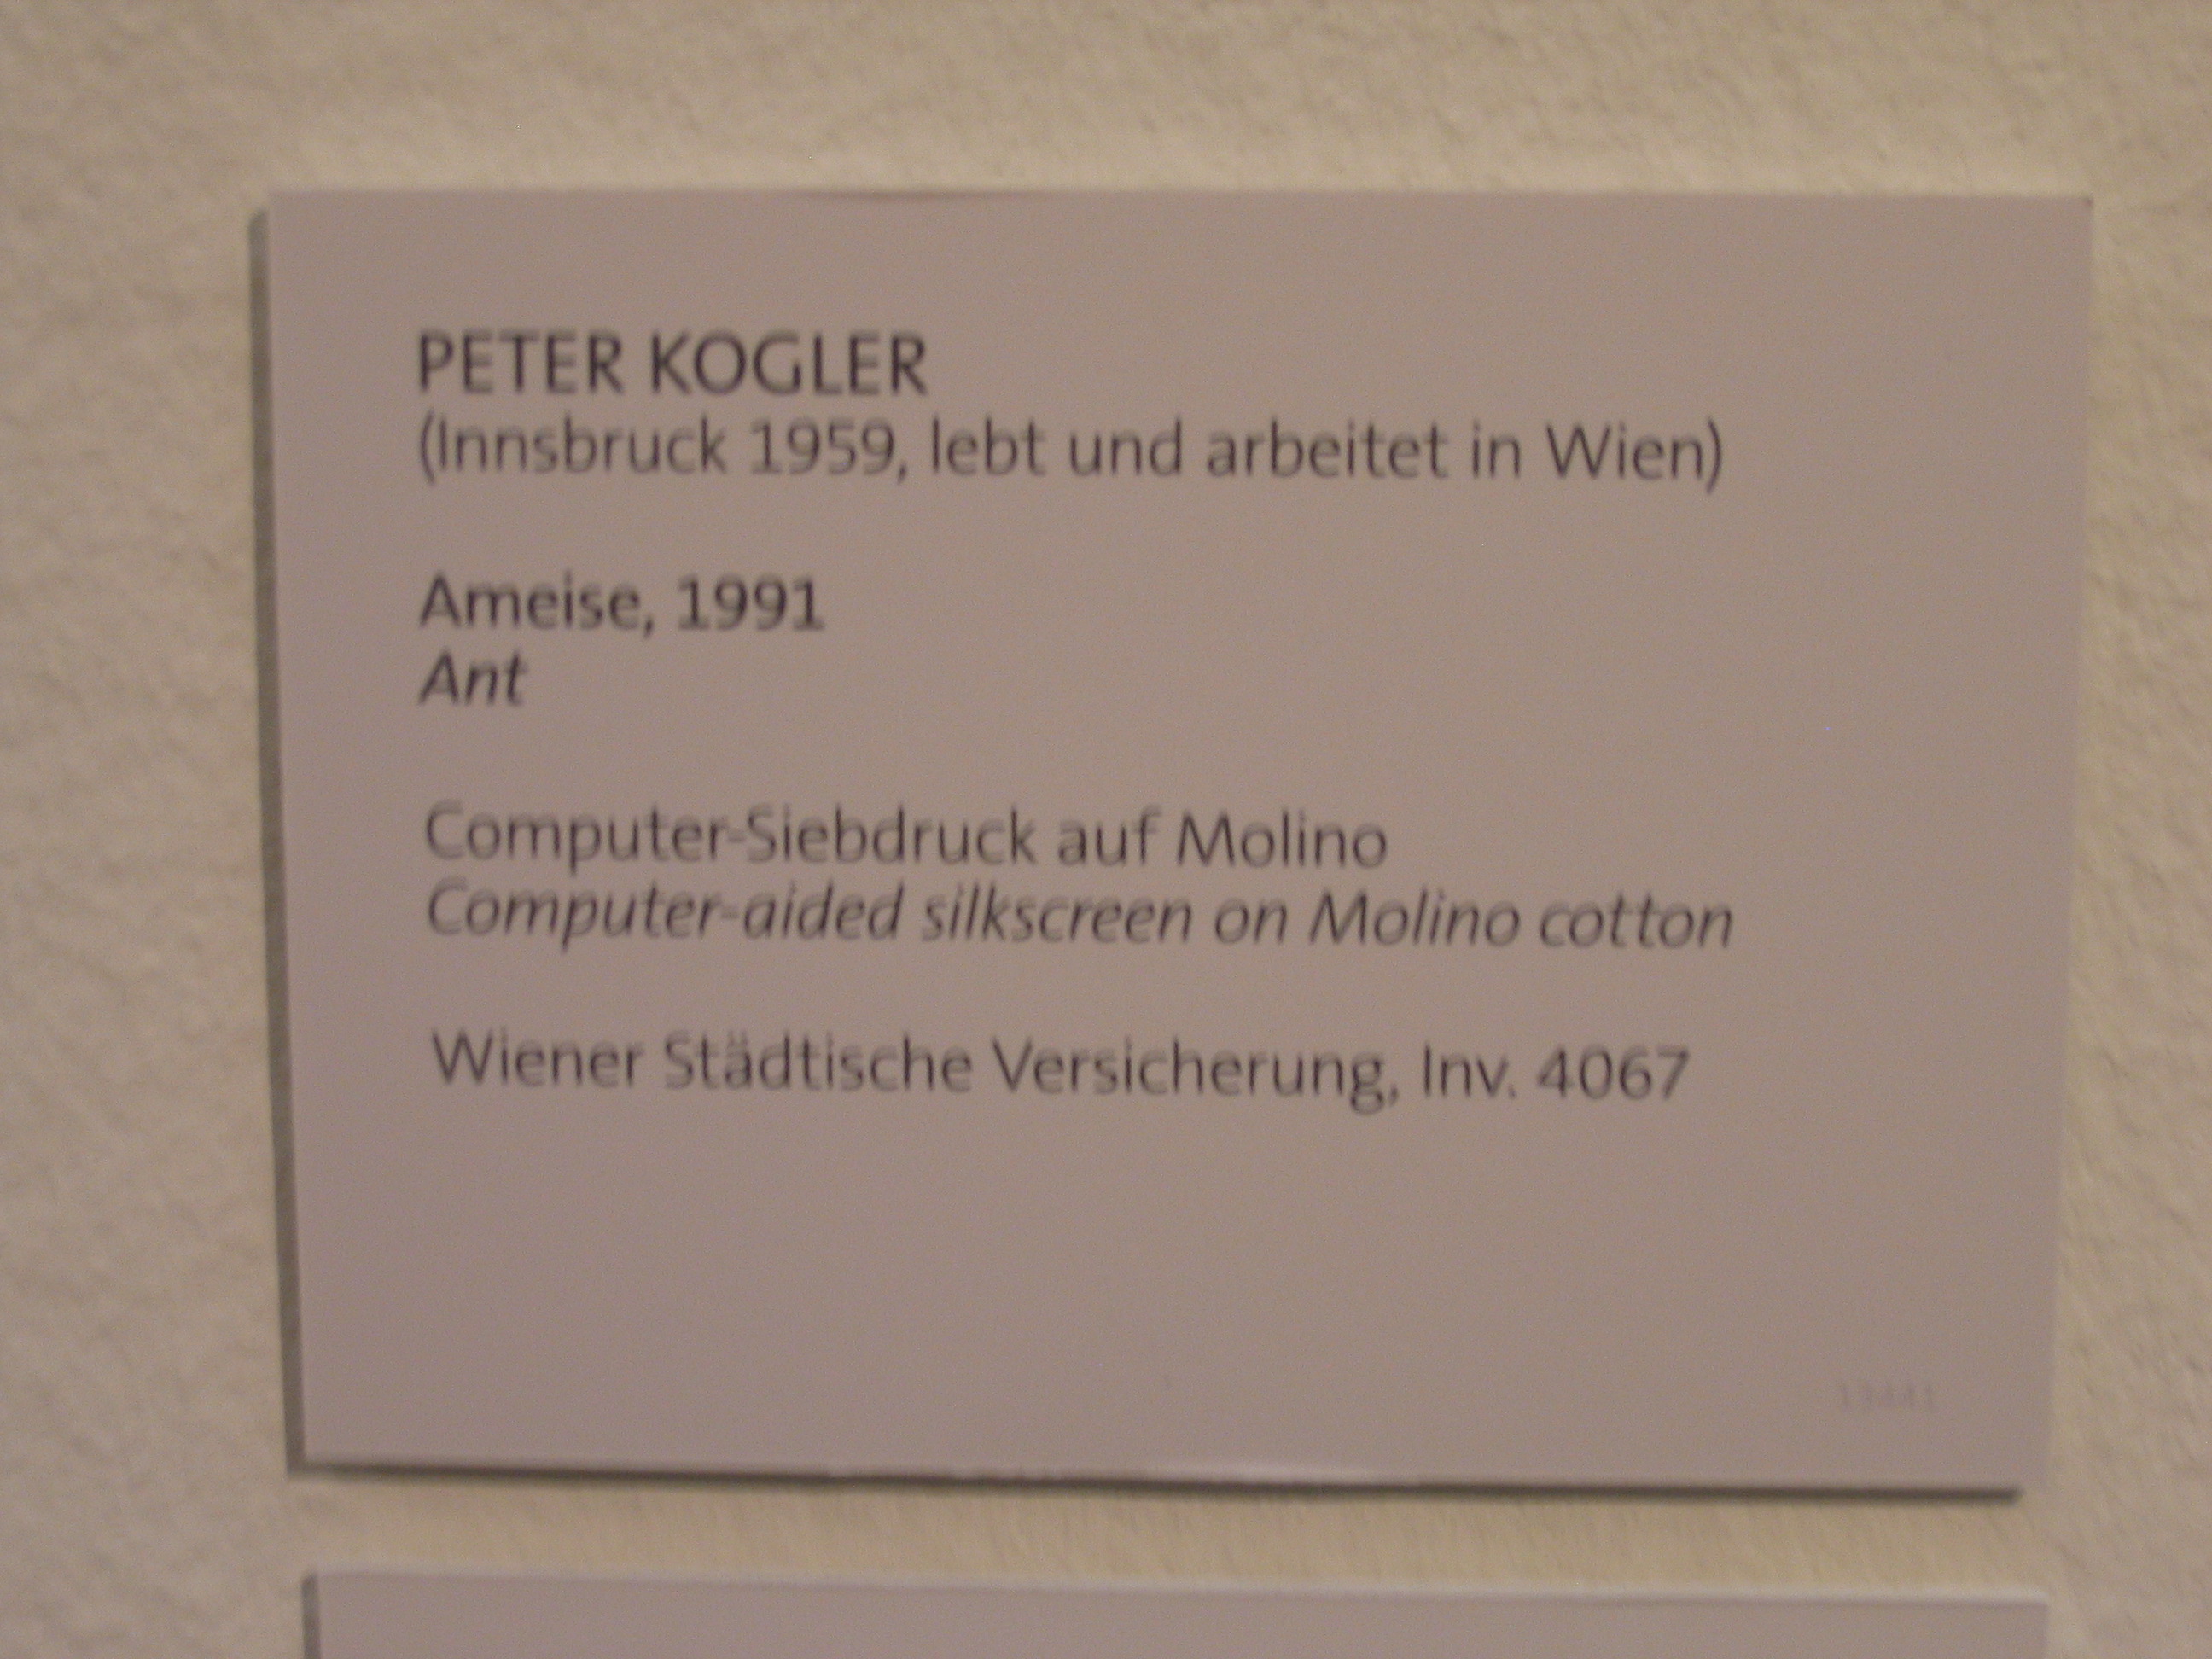 PETER KOGLER
(Innsbruck 1959, lebt und arbeitet in Wien)
Ameise, 1991
Ant
Computer-Siebdruck auf Molino
Computer-aided silkscreen on Molino cotton
Wiener Städtische Versicherung, Inv. 4067